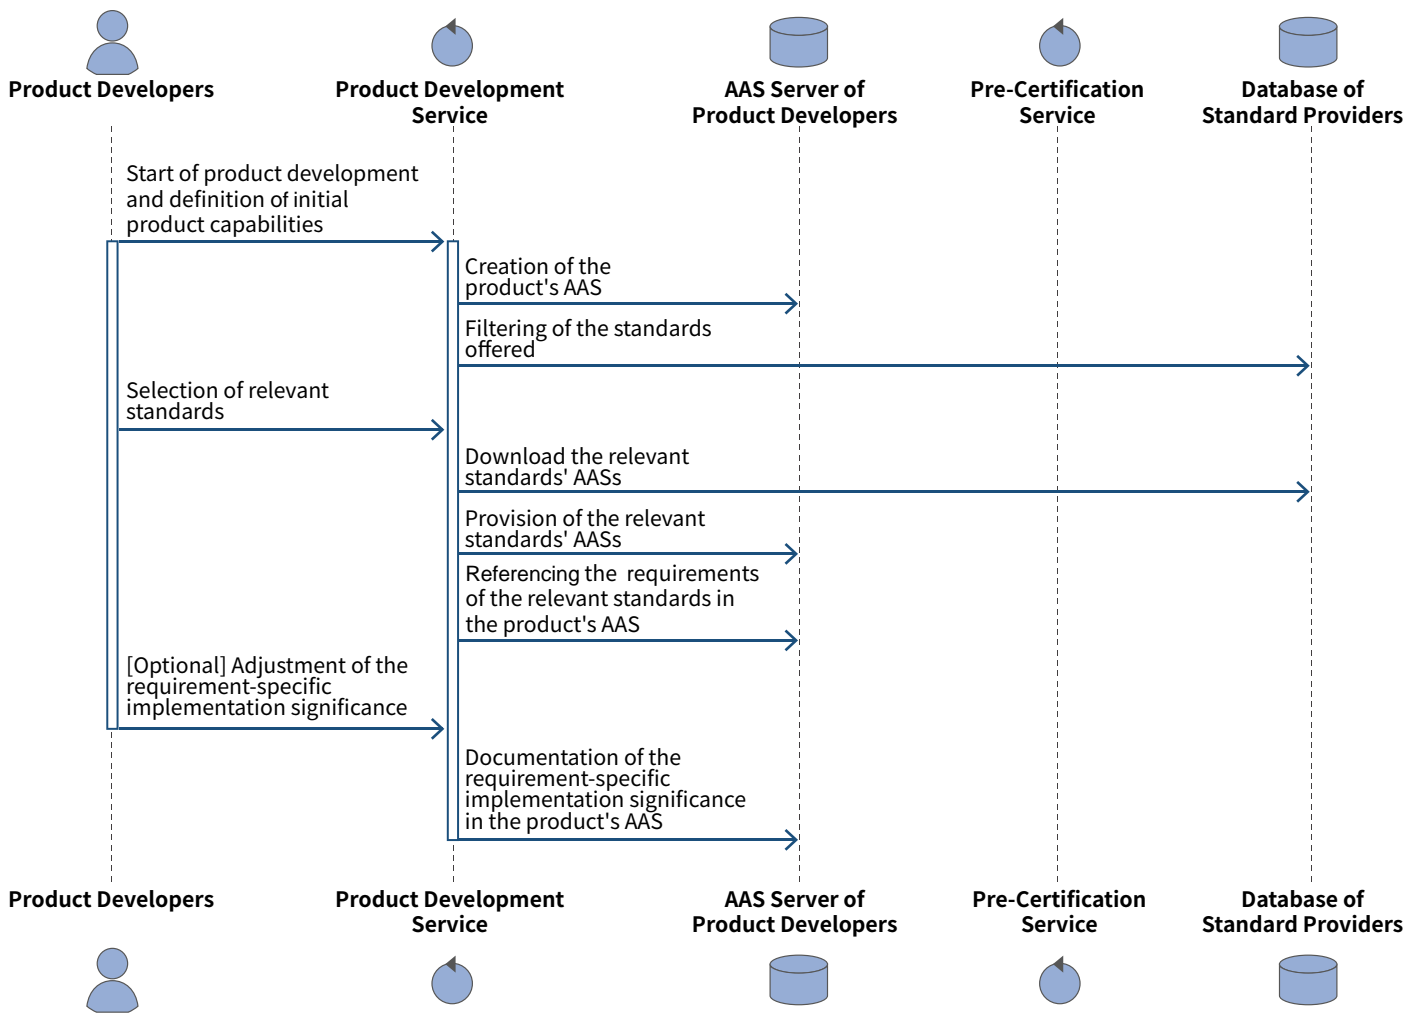 Product Developers
Product Development
Service
AAS Server of
Product Developers
Pre-Certification
Service
Database of
Standard Providers
Start of product development
and definition of initial
product capabilities
Creation of the
product's AAS
Filtering of the standards
offered
Selection of relevant
standards
Download the relevant
standards' AASs
Provision of the relevant
standards' AASs
Referencing the requirements
of the relevant standards in
the product's AAS
[Optional] Adjustment of the
requirement-specific
implementation significance
Documentation of the
requirement-specific
implementation significance
in the product's AAS
Product Developers
Product Development
Service
AAS Server of
Product Developers
Pre-Certification
Service
Database of
Standard Providers